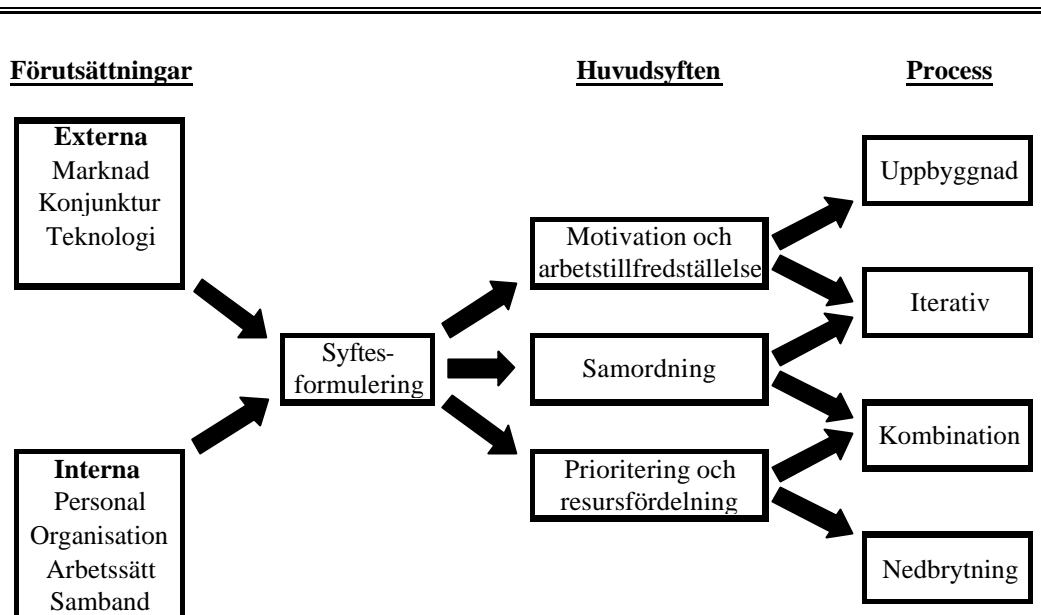 Förutsättningar
Huvudsyften
Process
Externa
Marknad
Konjunktur
Teknologi
Interna
Personal
Organisation
Arbetssätt
Samband
Syftes-
formulering
Motivation och
arbetstillfredställelse
Samordning
Prioritering och
resursfördelning
Uppbyggnad
Iterativ
Kombination
Nedbrytning